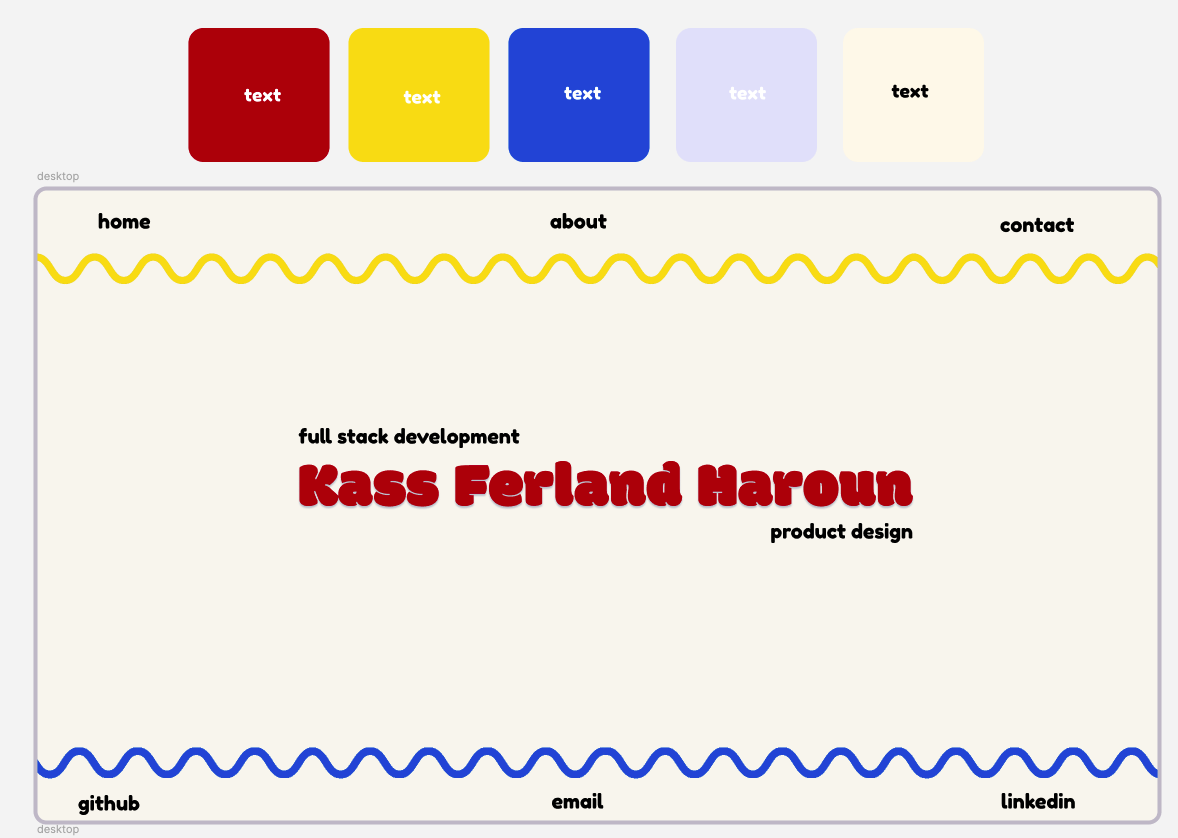 text text text text text
desktop
home about contact
full stack development
Kass Ferland Haroun
product design
github email linkedin
desktop